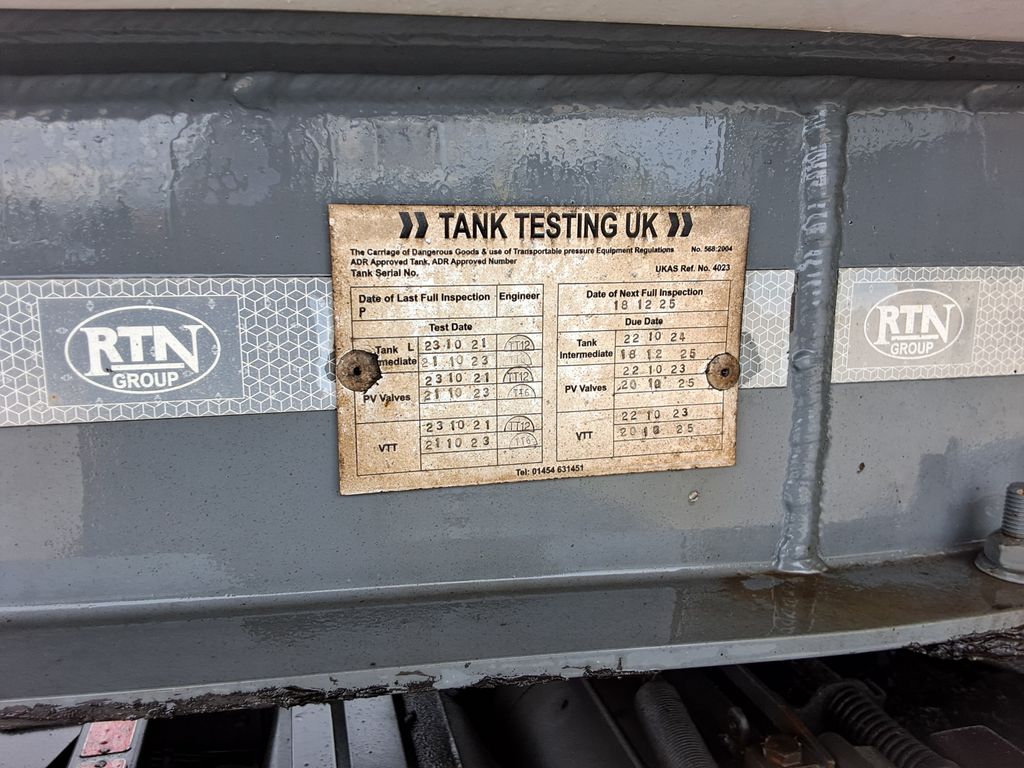 TANK TESTING UK
The Carriage of Dangerous Goods & use of Transportable pressure Equipment Regulations No. 568:2004
ADR Approved Tank, ADR Approved Number
Tank Serial No. UKAS Ref. No. 4023
Date of Last Full Inspection Engineer
P
Test Date
Tank L
mediate
23 10 21 TT12
21 10 23
PV Valves
23 10 21 TT12
21 10 23 TT6
VTT
23 10 21 TT12
21 10 23 TT6
Date of Next Full Inspection
18 12 25
Due Date
Tank
Intermediate
22 10 24
18 12 25
PV Valves
22 10 23
20 10 25
VTT
22 10 23
20 10 25
Tel: 01454 631451
RTN
GROUP
RTN
GROUP